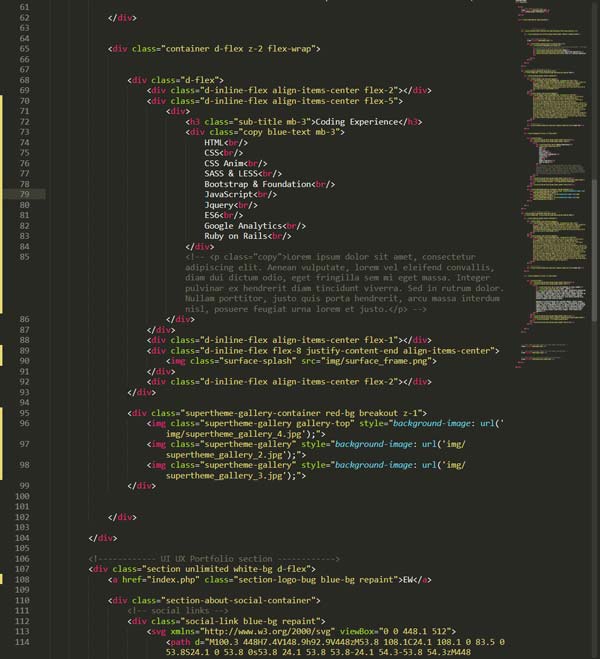 61
62 </div>
63
64
65 <div class="container d-flex z-2 flex-wrap">
66
67
68 <div class="d-flex">
69 <div class="d-inline-flex align-items-center flex-2"></div>
70 <div class="d-inline-flex align-items-center flex-5">
71 <div>
72 <h3 class="sub-title mb-3">Coding Experience</h3>
73 <div class="copy blue-text mb-3">
74 HTML<br/>
75 CSS<br/>
76 CSS Anim<br/>
77 SASS & LESS<br/>
78 Bootstrap & Foundation<br/>
79 JavaScript<br/>
80 Jquery<br/>
81 ES6<br/>
82 Google Analytics<br/>
83 Ruby on Rails<br/>
84 </div>
85 <!-- <p class="copy">Lorem ipsum dolor sit amet, consectetur
adipiscing elit. Aenean vulputate, lorem vel eleifend convallis,
diam dui dictum odio, eget fringilla sem mi eget massa. Integer
pulvinar ex hendrerit diam tincidunt viverra. Sed in rutrum dolor.
Nullam porttitor, justo quis porta hendrerit, arcu massa interdum
nisl, posuere feugiat urna lorem et justo.</p> -->
86 </div>
87 </div>
88 <div class="d-inline-flex align-items-center flex-1"></div>
89 <div class="d-inline-flex flex-8 justify-content-end align-items-center">
90 <img class="surface-splash" src="img/surface_frame.png">
91 </div>
92 <div class="d-inline-flex align-items-center flex-2"></div>
93 </div>
94
95 <div class="supertheme-gallery-container red-bg breakout z-1">
96 <img class="supertheme-gallery gallery-top" style="background-image: url('
img/supertheme_gallery_4.jpg');">
97 <img class="supertheme-gallery" style="background-image: url('img/
supertheme_gallery_2.jpg');">
98 <img class="supertheme-gallery" style="background-image: url('img/
supertheme_gallery_3.jpg');">
99 </div>
100
101
102 </div>
103
104 </div>
105
106 <!------------ UI UX Portfolio section ------------>
107 <div class="section unlimited white-bg d-flex">
108 <a href="index.php" class="section-logo-bug blue-bg repaint">EW</a>
109
110 <div class="section-about-social-container">
111 <!-- social links -->
112 <div class="social-link blue-bg repaint">
113 <svg xmlns="http://www.w3.org/2000/svg" viewBox="0 0 448.1 512">
114 <path d="M100.3 448H7.4V148.9h92.9V448zM53.8 108.1C24.1 108.1 0 83.5 0
53.8S24.1 0 53.8 0s53.8 24.1 53.8 53.8-24.1 54.3-53.8 54.3zM448